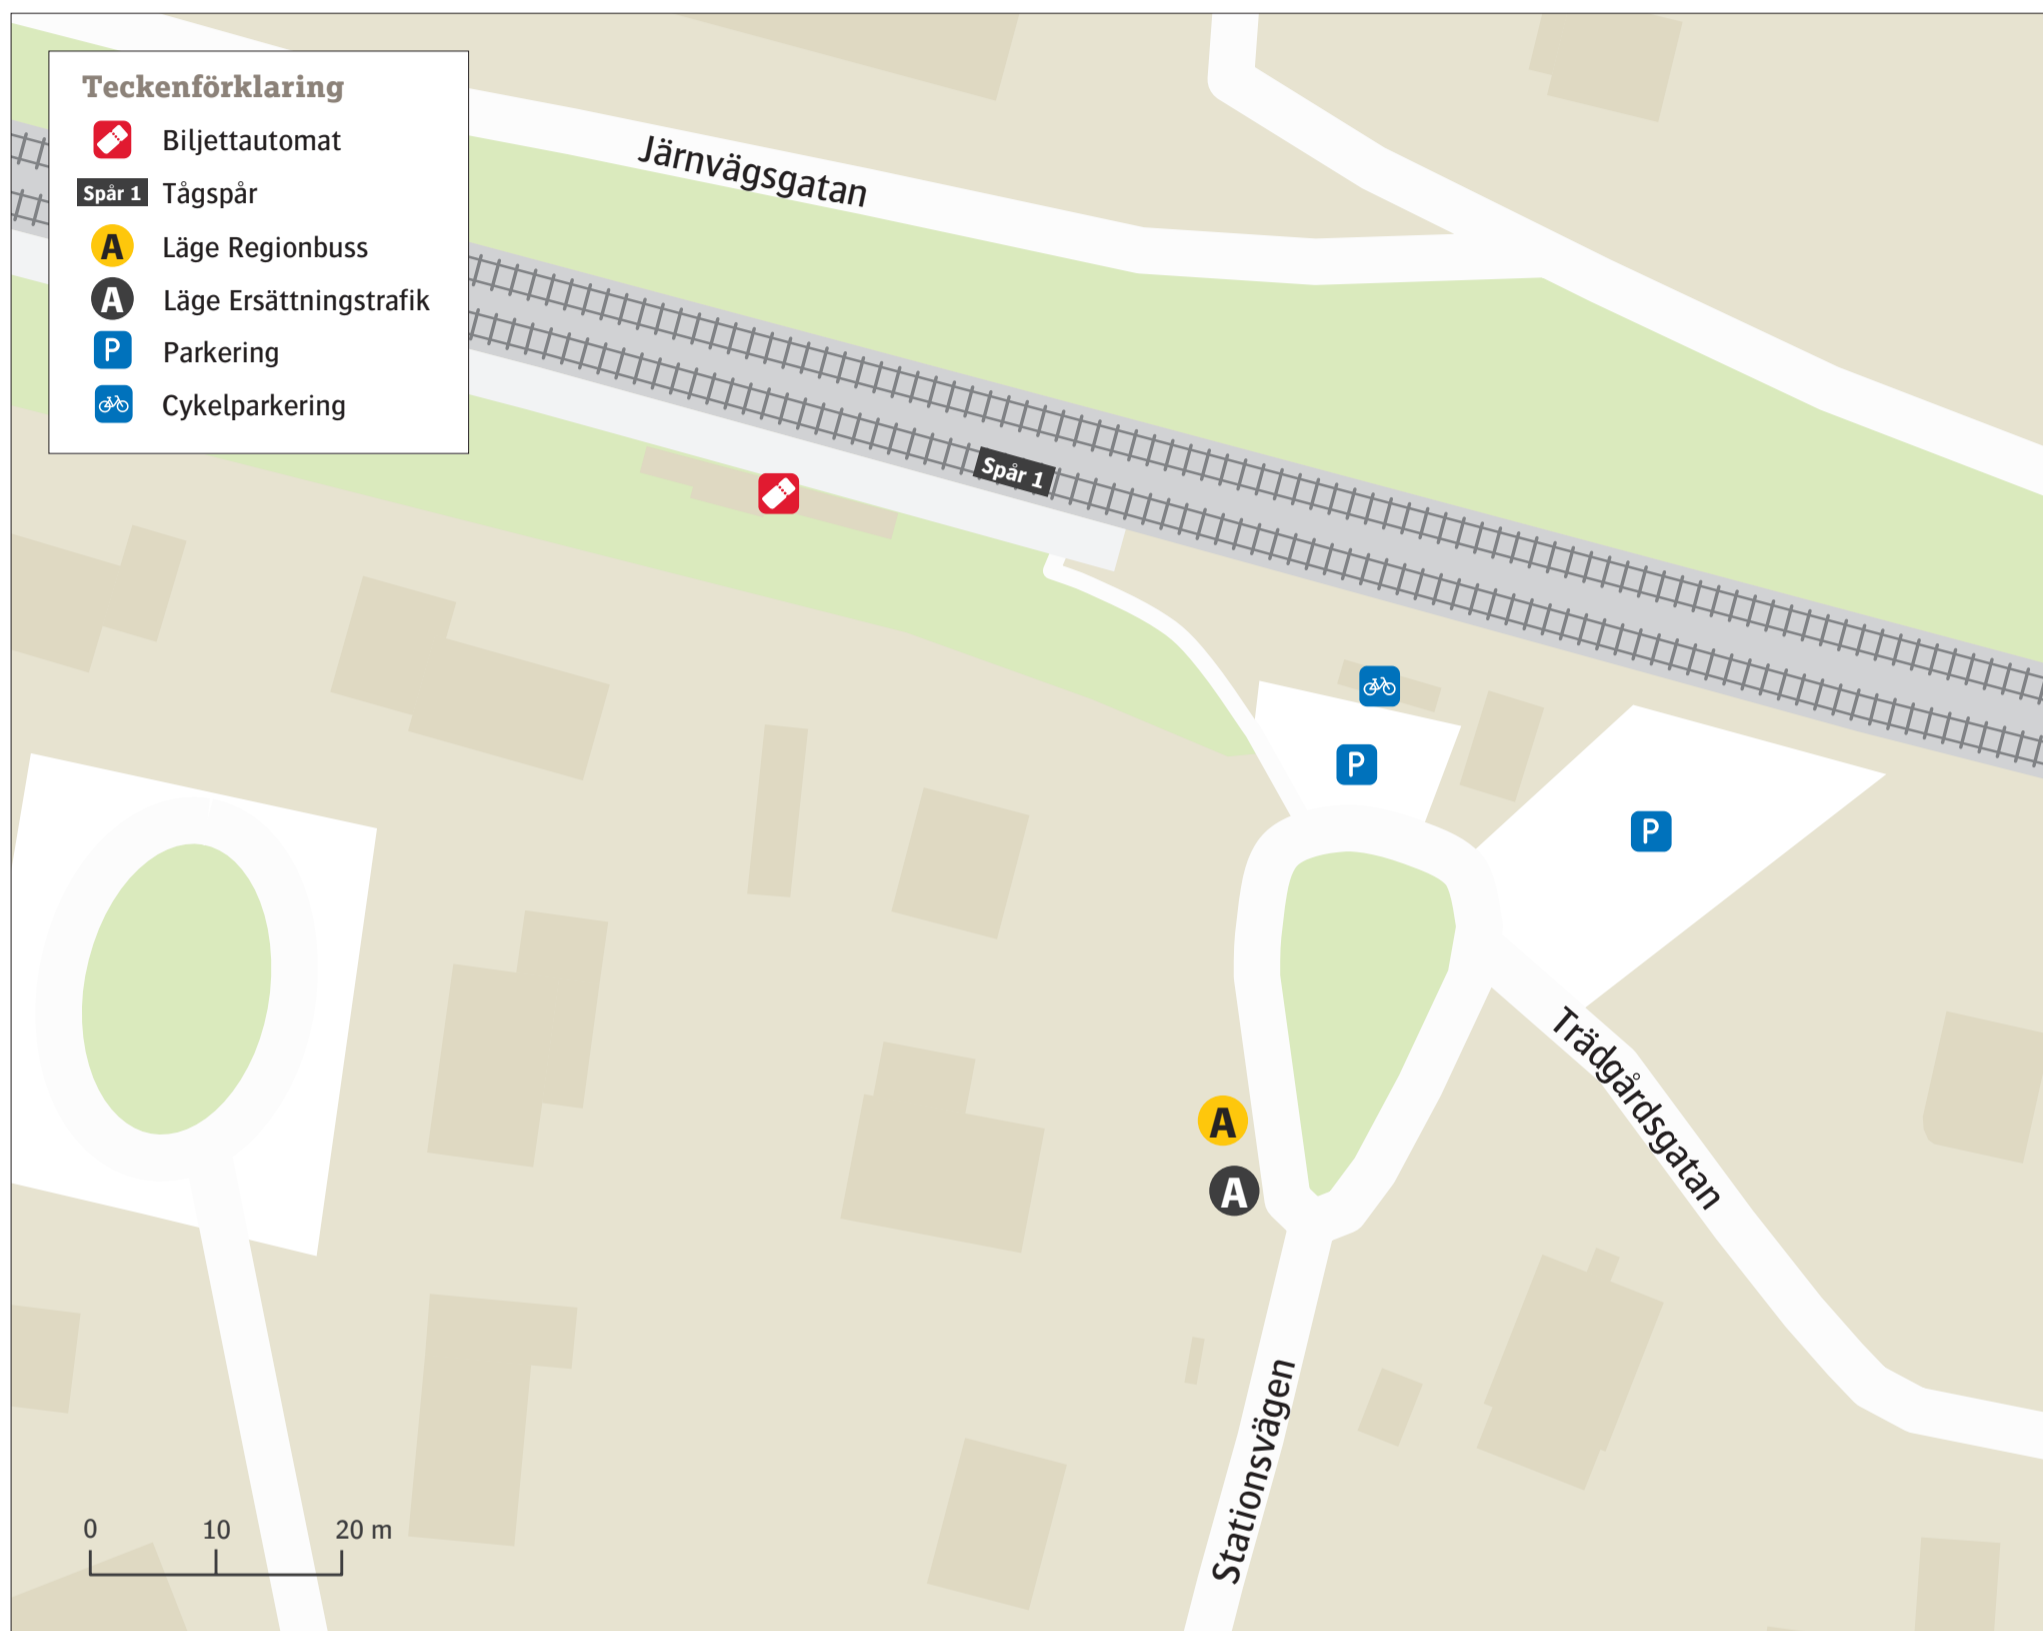 Teckenförklaring
Biljettautomat
Spår 1 Tågspår
A Läge Regionbuss
A Läge Ersättningstrafik
P Parkering
Cykelparkering
Järnvägsgatan
Spår 1
P
P
Trädgårdsgatan
A
A
Stationsvägen
0 10 20 m